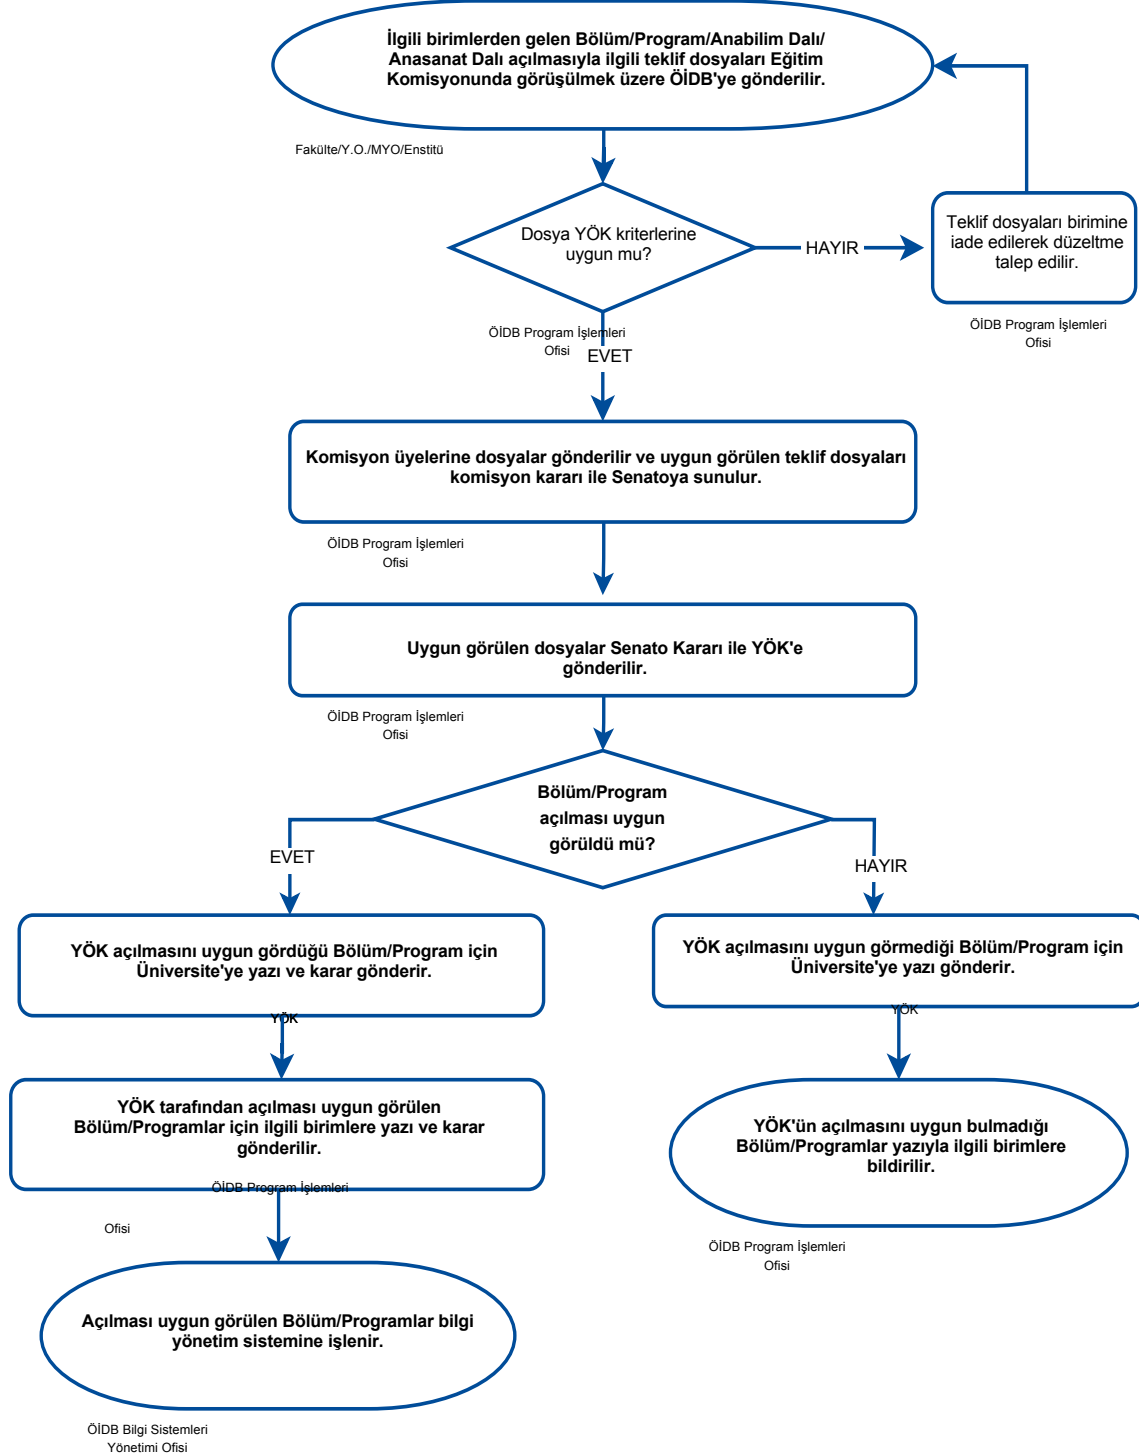 İlgili birimlerden gelen Bölüm/Program/Anabilim Dalı/
Anasanat Dalı açılmasıyla ilgili teklif dosyaları Eğitim
Komisyonunda görüşülmek üzere ÖİDB'ye gönderilir.
Fakülte/Y.O./MYO/Enstitü
Dosya YÖK kriterlerine
uygun mu?
HAYIR
Teklif dosyaları birimine
iade edilerek düzeltme
talep edilir.
ÖİDB Program İşlemleri
Ofisi
ÖİDB Program İşlemleri
Ofisi
EVET
Komisyon üyelerine dosyalar gönderilir ve uygun görülen teklif dosyaları
komisyon kararı ile Senatoya sunulur.
ÖİDB Program İşlemleri
Ofisi
Uygun görülen dosyalar Senato Kararı ile YÖK'e
gönderilir.
ÖİDB Program İşlemleri
Ofisi
Bölüm/Program
açılması uygun
görüldü mü?
EVET
HAYIR
YÖK açılmasını uygun gördüğü Bölüm/Program için
Üniversite'ye yazı ve karar gönderir.
YÖK
YÖK açılmasını uygun görmediği Bölüm/Program için
Üniversite'ye yazı gönderir.
YÖK
YÖK tarafından açılması uygun görülen
Bölüm/Programlar için ilgili birimlere yazı ve karar
gönderilir.
ÖİDB Program İşlemleri
Ofisi
YÖK'ün açılmasını uygun bulmadığı
Bölüm/Programlar yazıyla ilgili birimlere
bildirilir.
ÖİDB Program İşlemleri
Ofisi
Açılması uygun görülen Bölüm/Programlar bilgi
yönetim sistemine işlenir.
ÖİDB Bilgi Sistemleri
Yönetimi Ofisi